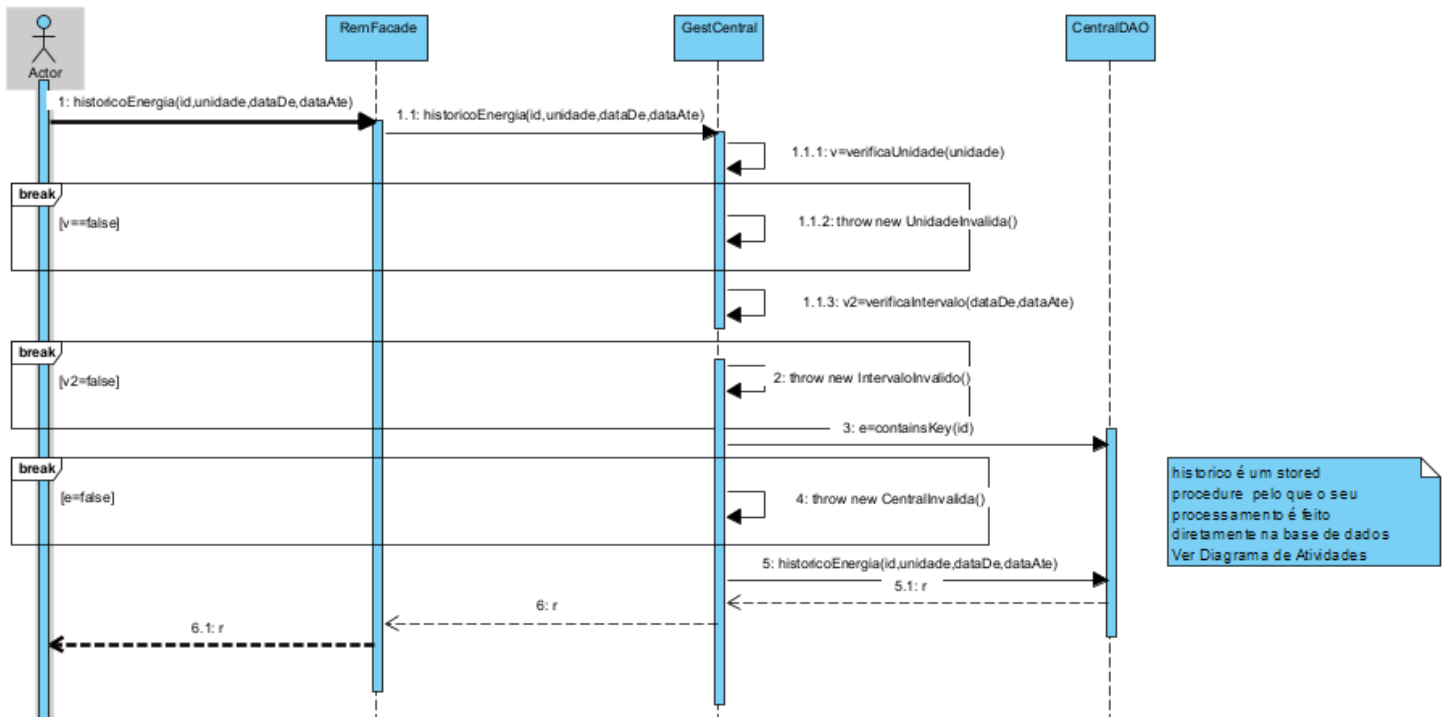 RemFacade
GestCentral
CentralDAO
Actor
1: historicoEnergia(id,unidade,dataDe,dataAte)
1.1: historicoEnergia(id,unidade,dataDe,dataAte)
1.1.1: v=verificaUnidade(unidade)
break
[v==false]
1.1.2: throw new UnidadeInvalida()
1.1.3: v2=verificaIntervalo(dataDe,dataAte)
break
[v2=false]
2: throw new IntervaloInvalido()
3: e=containsKey(id)
break
[e=false]
4: throw new CentralInvalida()
historico é um stored
procedure pelo que o seu
processamento é feito
diretamente na base de dados
Ver Diagrama de Atividades
5: historicoEnergia(id,unidade,dataDe,dataAte)
5.1: r
6: r
6.1: r